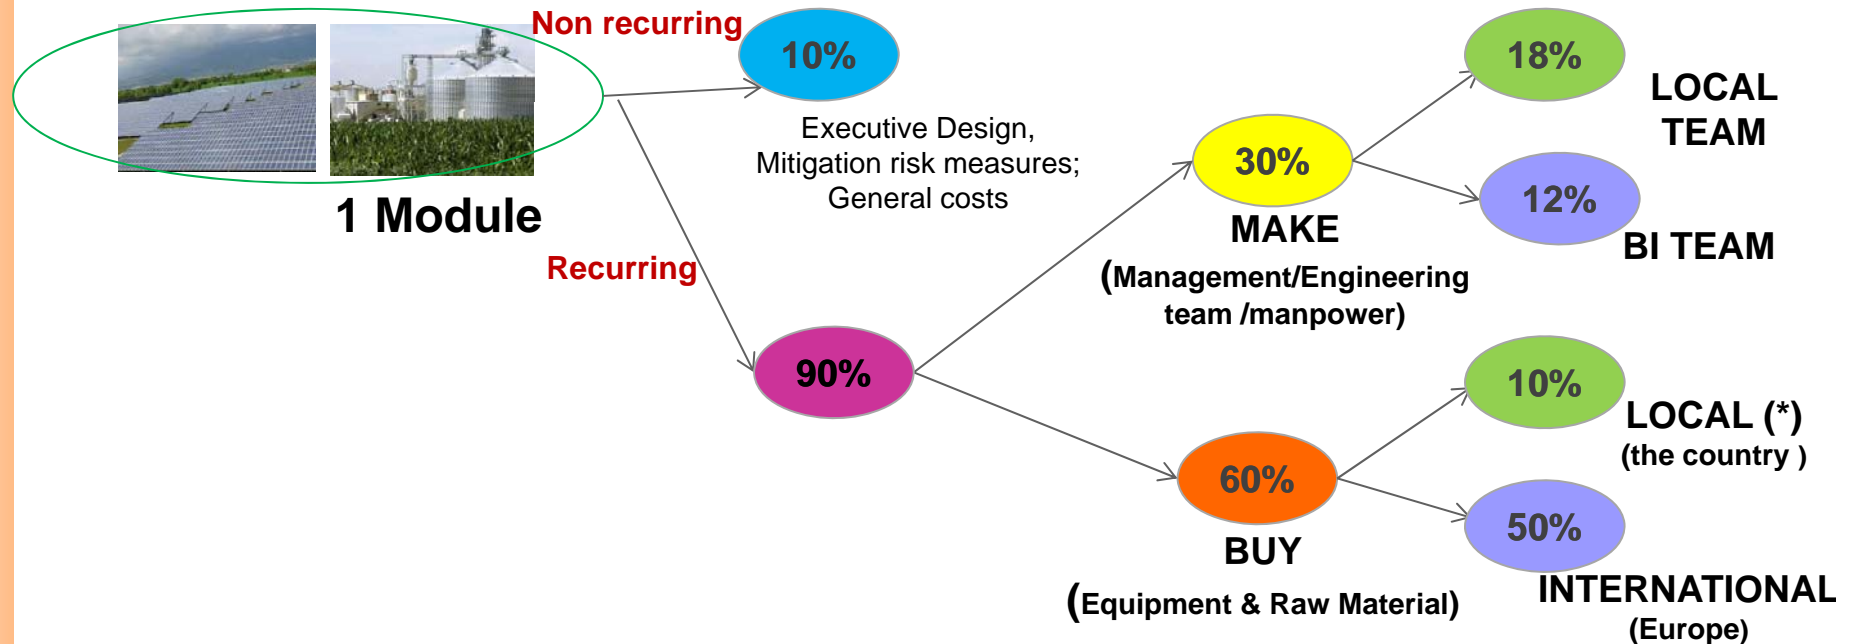 Non recurring
10%
Executive Design,
Mitigation risk measures;
General costs
1 Module
Recurring
90%
30%
MAKE
(Management/Engineering
team /manpower)
18%
LOCAL
TEAM
12%
BI TEAM
60%
BUY
(Equipment & Raw Material)
10%
LOCAL (*)
(the country )
50%
INTERNATIONAL
(Europe)